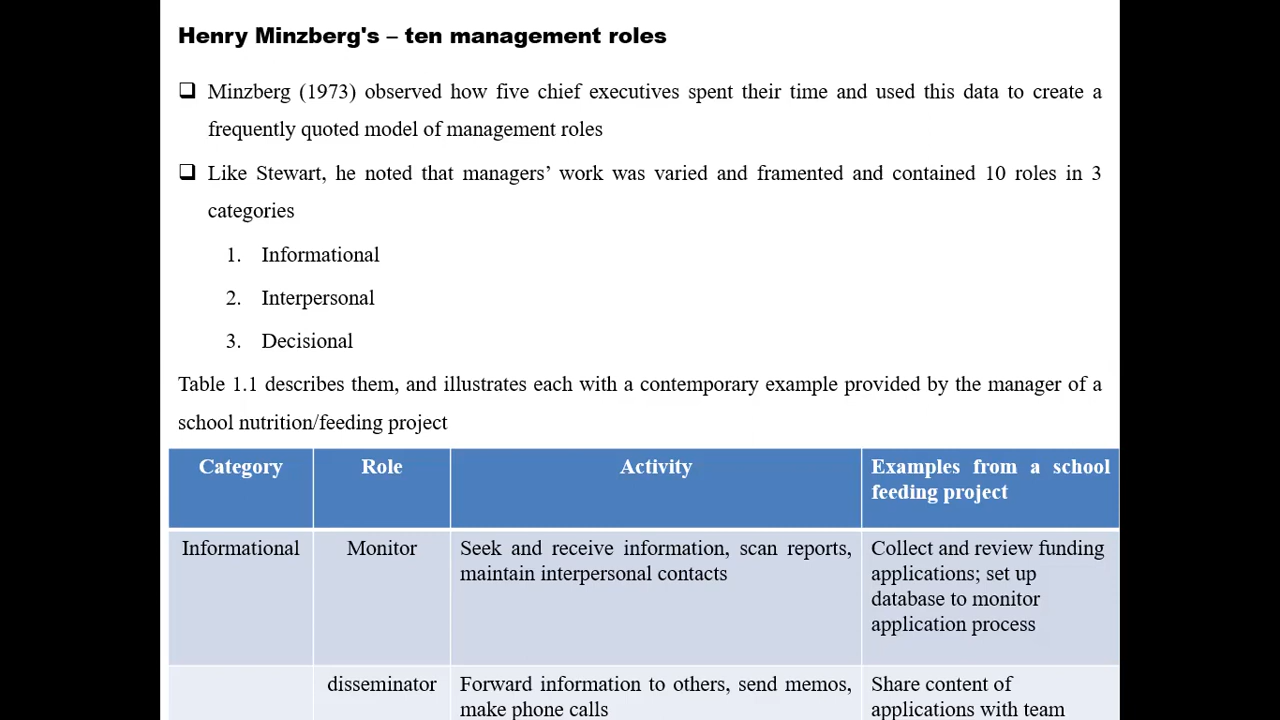 Henry Minzberg's – ten management roles
❑ Minzberg (1973) observed how five chief executives spent their time and used this data to create a
frequently quoted model of management roles
❑ Like Stewart, he noted that managers’ work was varied and framented and contained 10 roles in 3
categories
1. Informational
2. Interpersonal
3. Decisional
Table 1.1 describes them, and illustrates each with a contemporary example provided by the manager of a
school nutrition/feeding project
Category
Role
Activity
Examples from a school
feeding project
Informational
Monitor
Seek and receive information, scan reports,
maintain interpersonal contacts
Collect and review funding
applications; set up
database to monitor
application process
disseminator
Forward information to others, send memos,
make phone calls
Share content of
applications with team